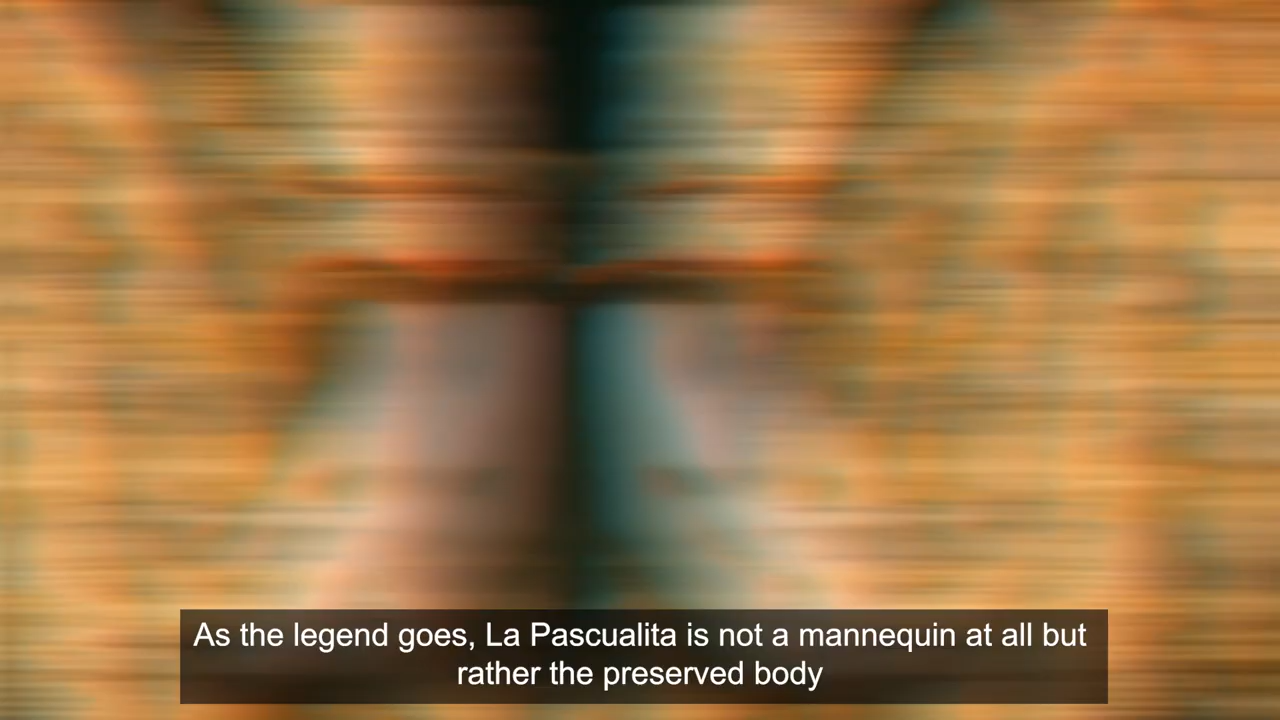 As the legend goes, La Pascualita is not a mannequin at all but
rather the preserved body